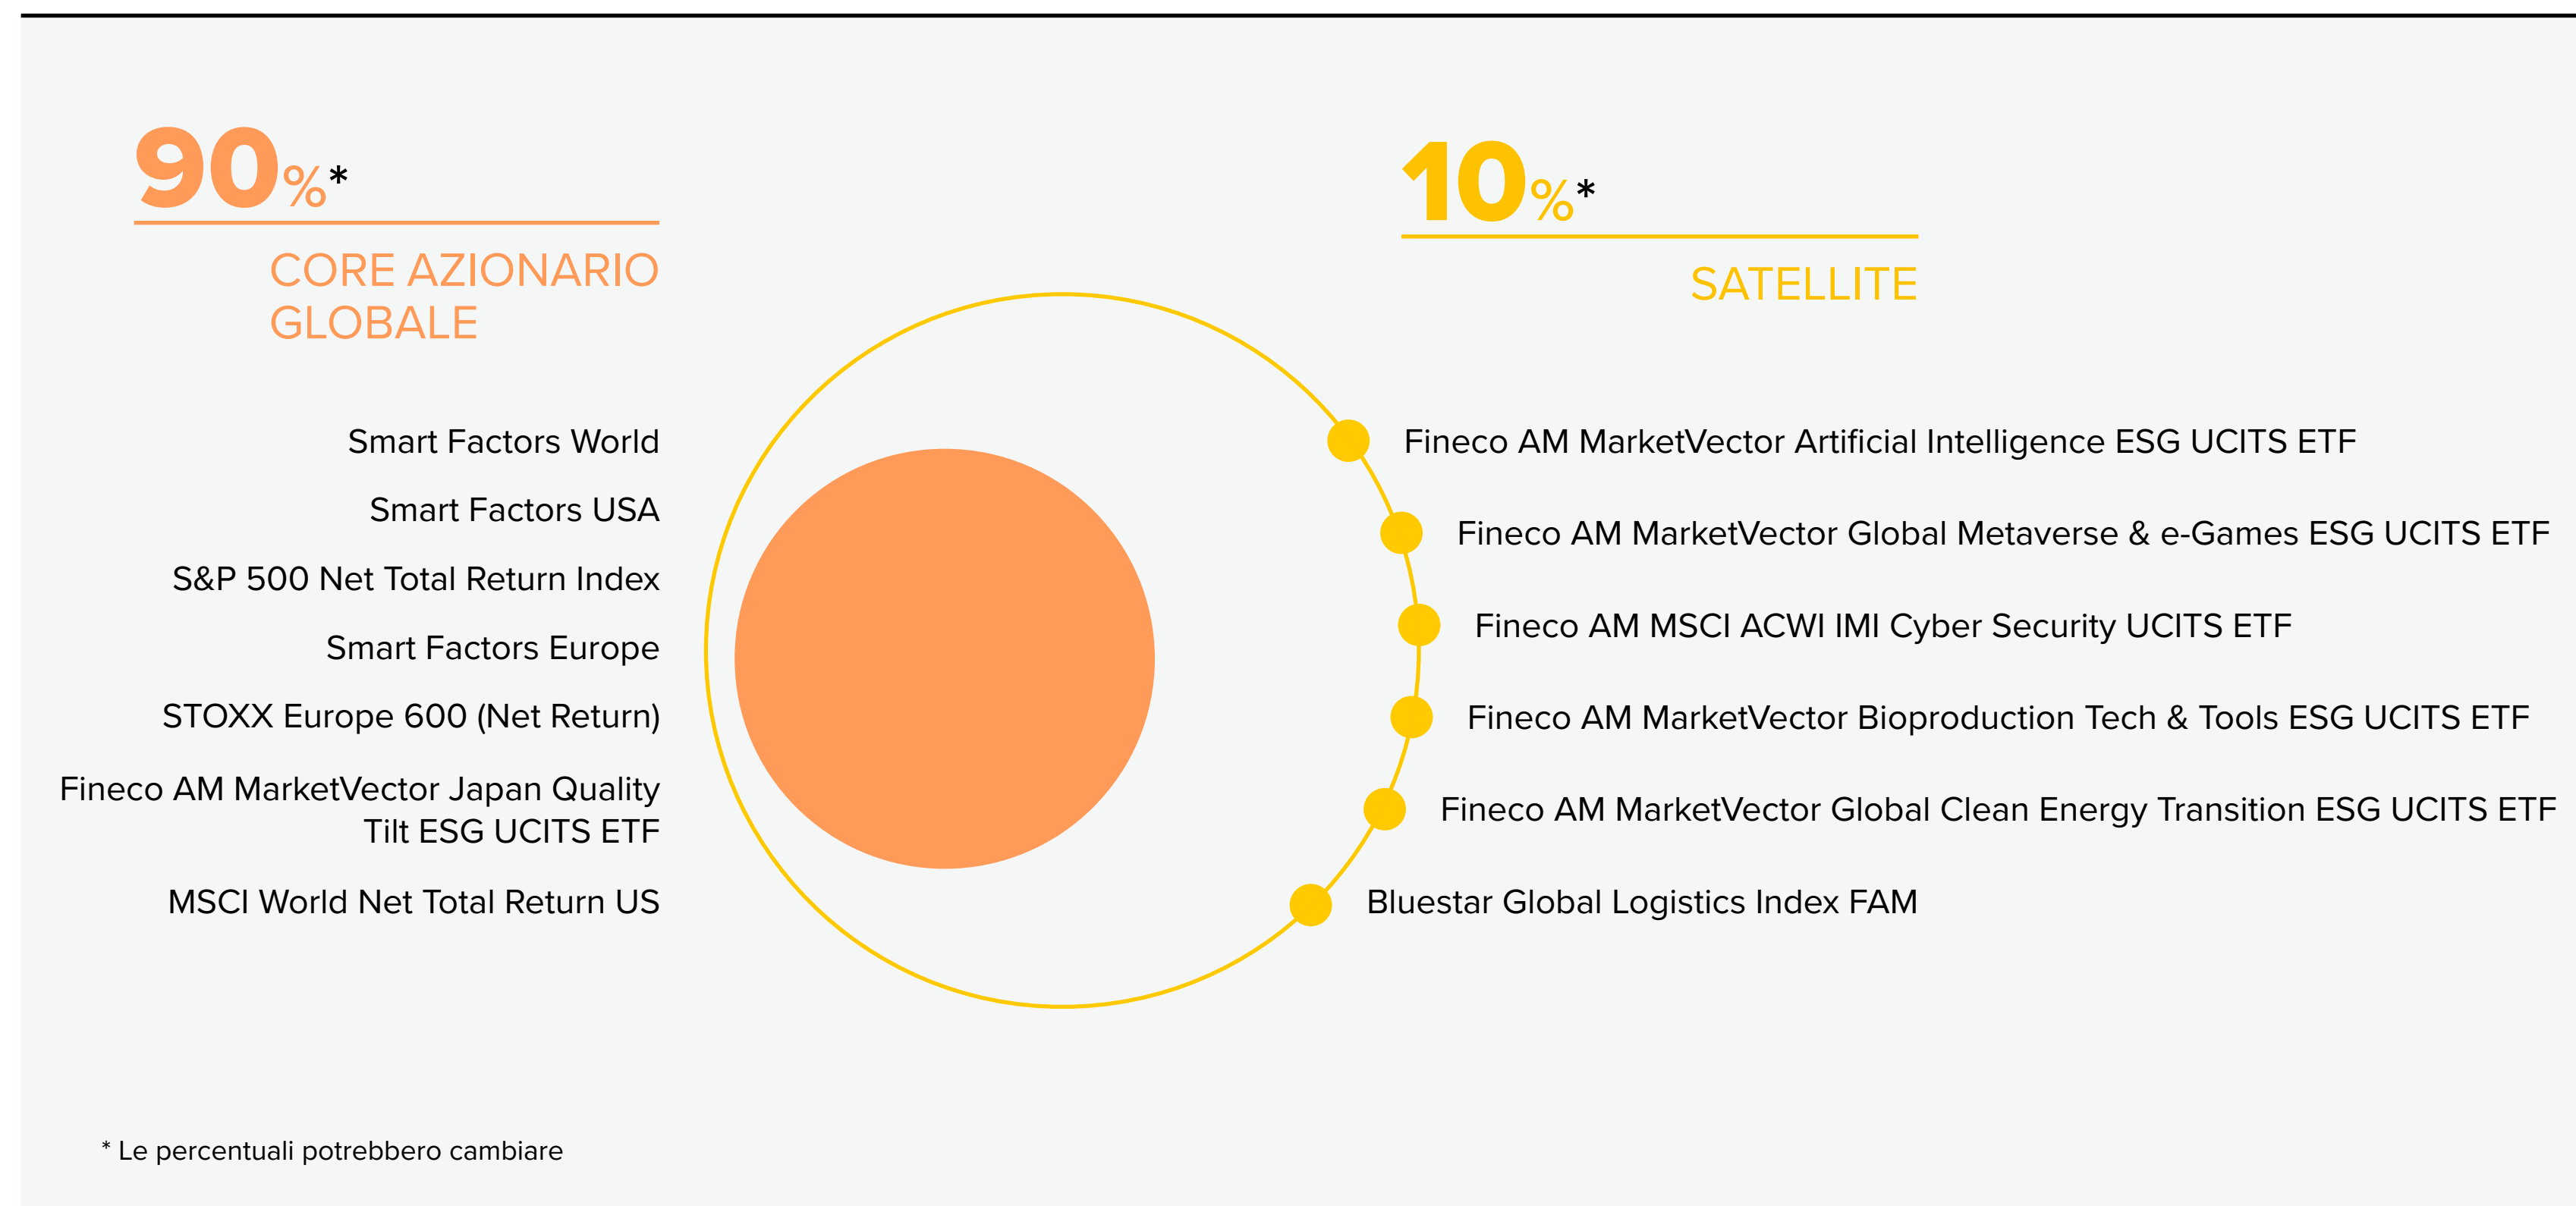 90%*
CORE AZIONARIO
GLOBALE
Smart Factors World
Smart Factors USA
S&P 500 Net Total Return Index
Smart Factors Europe
STOXX Europe 600 (Net Return)
Fineco AM MarketVector Japan Quality
Tilt ESG UCITS ETF
MSCI World Net Total Return US
10%*
SATELLITE
Fineco AM MarketVector Artificial Intelligence ESG UCITS ETF
Fineco AM MarketVector Global Metaverse & e-Games ESG UCITS ETF
Fineco AM MSCI ACWI IMI Cyber Security UCITS ETF
Fineco AM MarketVector Bioproduction Tech & Tools ESG UCITS ETF
Fineco AM MarketVector Global Clean Energy Transition ESG UCITS ETF
Bluestar Global Logistics Index FAM
* Le percentuali potrebbero cambiare